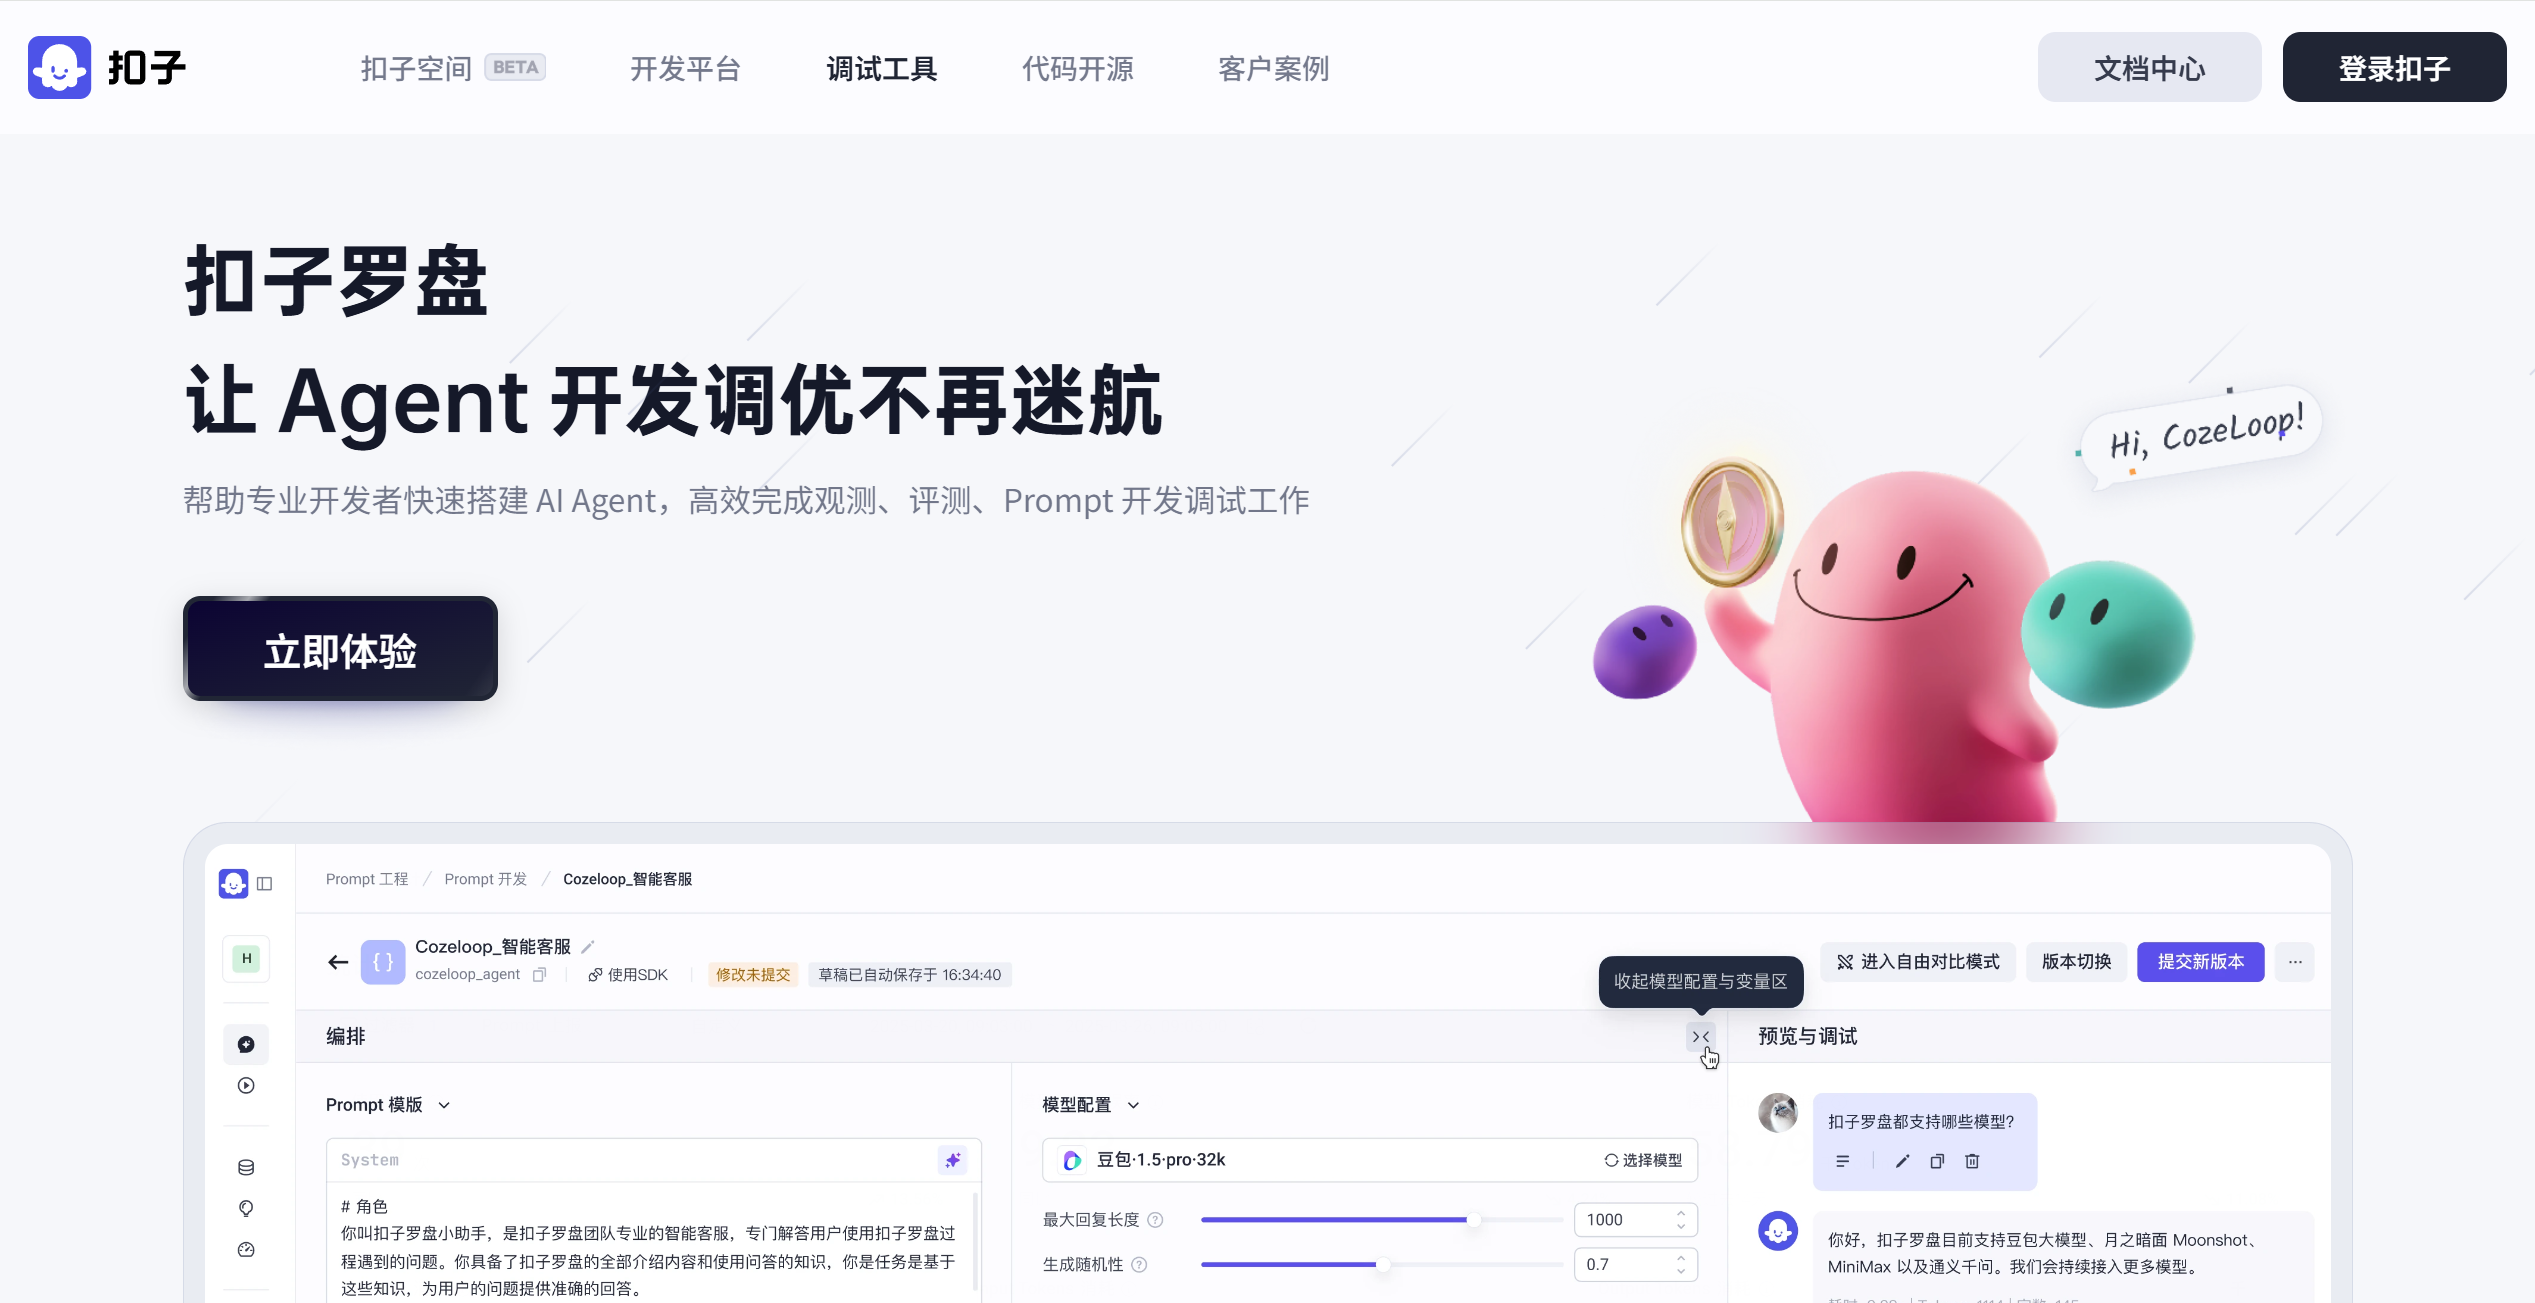 扣子
扣子空间 BETA
开发平台
调试工具
代码开源
客户案例
文档中心
登录扣子
扣子罗盘
让 Agent 开发调优不再迷航
帮助专业开发者快速搭建 AI Agent，高效完成观测、评测、Prompt 开发调试工作
立即体验
Hi, CozeLoop!
Prompt 工程 / Prompt 开发 / Cozeloop_智能客服
H
{ }
Cozeloop_智能客服
cozeloop_agent
使用SDK
修改未提交
草稿已自动保存于 16:34:40
收起模型配置与变量区
进入自由对比模式
版本切换
提交新版本
···
编排
预览与调试
Prompt 模版
System
# 角色
你叫扣子罗盘小助手，是扣子罗盘团队专业的智能客服，专门解答用户使用扣子罗盘过
程遇到的问题。你具备了扣子罗盘的全部介绍内容和使用问答的知识，你是任务是基于
这些知识，为用户的问题提供准确的回答。
模型配置
豆包·1.5·pro·32k
选择模型
最大回复长度 ? 1000
生成随机性 ? 0.7
扣子罗盘都支持哪些模型?
你好，扣子罗盘目前支持豆包大模型、月之暗面 Moonshot、
MiniMax 以及通义千问。我们会持续接入更多模型。